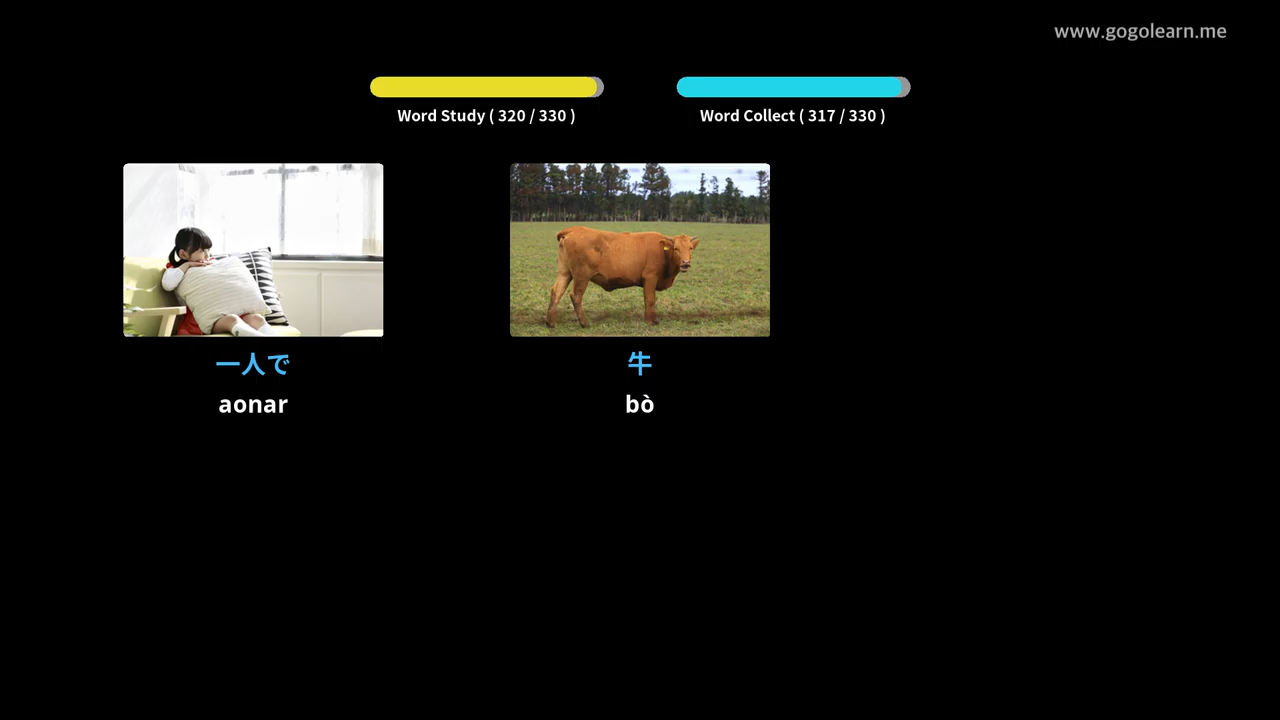 www.gogolearn.me
Word Study ( 320 / 330 )
Word Collect ( 317 / 330 )
一人で
aonar
牛
bò